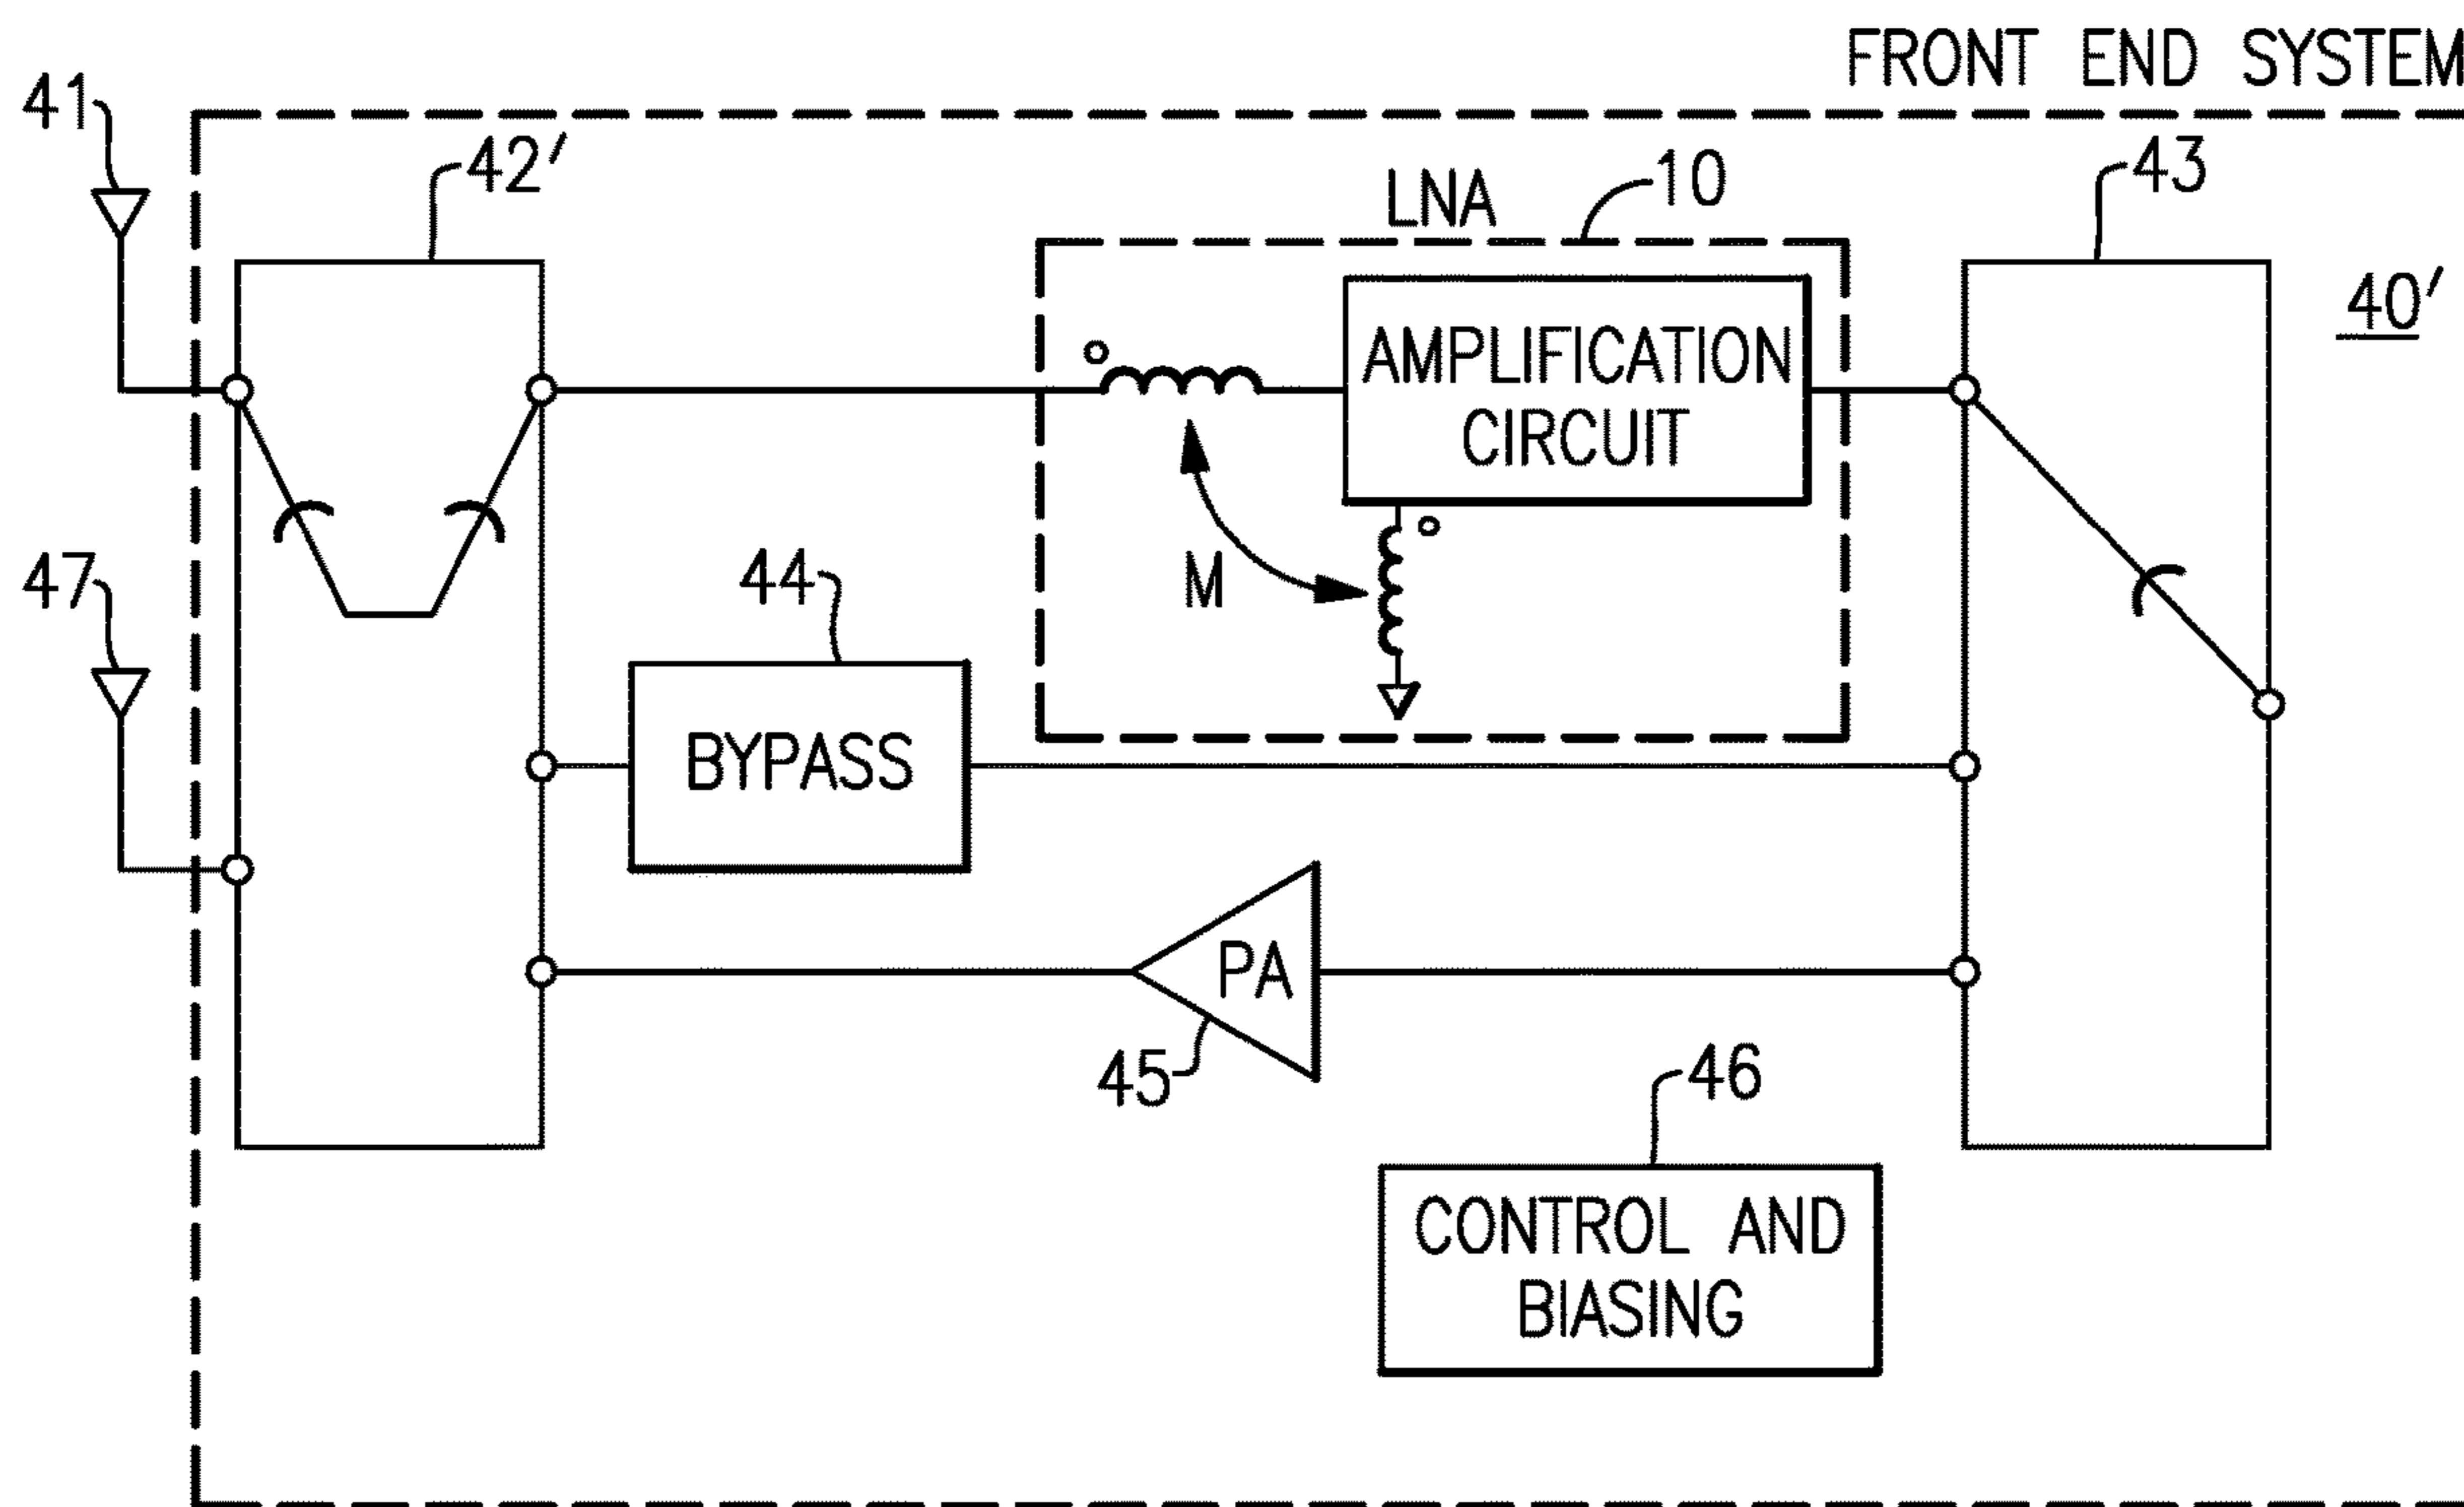 FRONT END SYSTEM
41
42'
LNA
10
43
40'
AMPLIFICATION
CIRCUIT
M
47
44
BYPASS
PA
45
46
CONTROL AND
BIASING